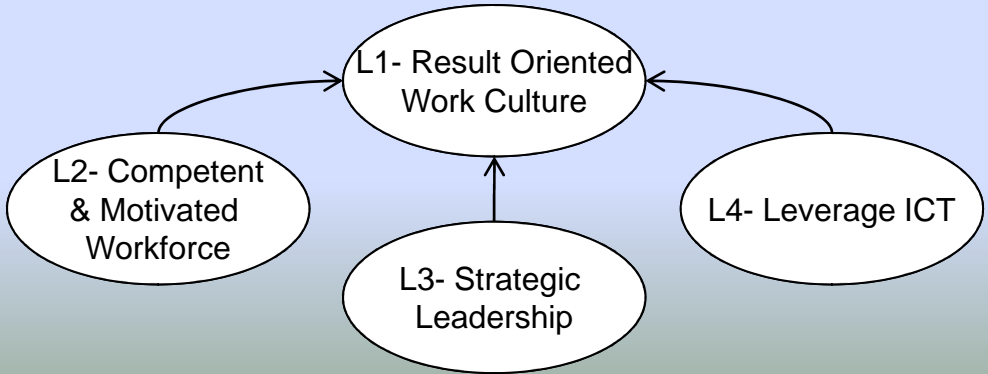 L1- Result Oriented
Work Culture
L2- Competent
& Motivated
Workforce
L3- Strategic
Leadership
L4- Leverage ICT